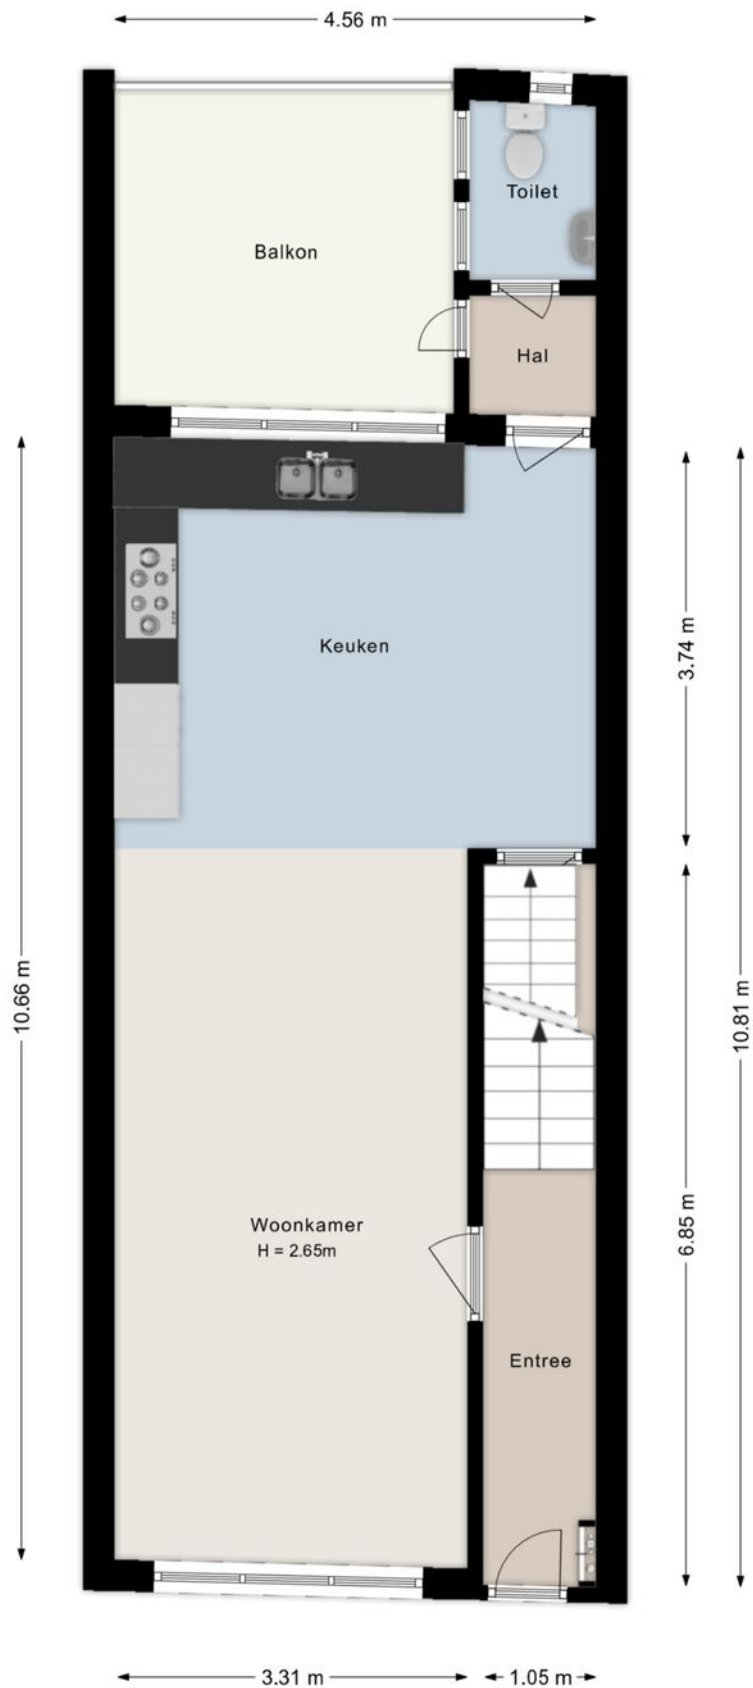 4.56 m
Toilet
Balkon
Hal
Keuken
3.74 m
10.66 m
10.81 m
Woonkamer
H = 2.65m
6.85 m
Entree
3.31 m
1.05 m